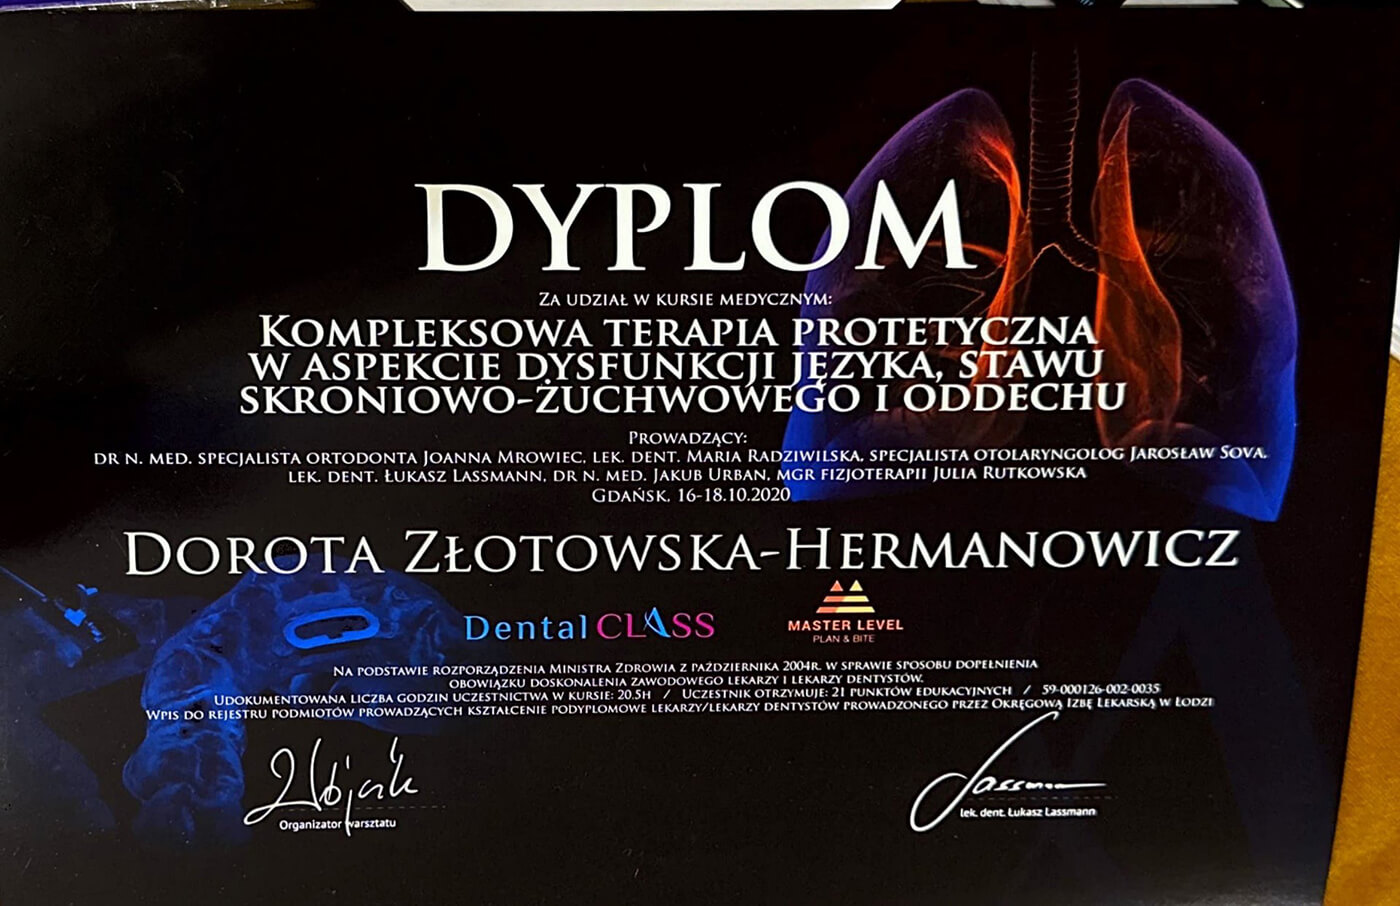 DYPLOM
Za udział w kursie medycznym:
Kompleksowa terapia protetyczna
w aspekcie dysfunkcji języka, stawu
skroniowo-żuchwowego i oddechu
Prowadzący:
dr n. med. specjalista ortodonta Joanna Mrowiec, lek. dent. Maria Radziwilska, specjalista otolaryngolog Jarosław Sova,
lek. dent. Łukasz Lassmann, dr n. med. Jakub Urban, mgr fizjoterapii Julia Rutkowska
Gdańsk, 16-18.10.2020
Dorota Złotowska-Hermanowicz
Dental CLASS
MASTER LEVEL
PLAN & BITE
Na podstawie rozporządzenia Ministra Zdrowia z października 2004r. w sprawie sposobu dopełnienia
obowiązku doskonalenia zawodowego lekarzy i lekarzy dentystów.
Udokumentowana liczba godzin uczestnictwa w kursie: 20.5h / Uczestnik otrzymuje: 21 punktów edukacyjnych / 59-000126-002-0035
Wpis do rejestru podmiotów prowadzących kształcenie podyplomowe lekarzy/lekarzy dentystów prowadzonego przez Okręgową Izbę Lekarską w Łodzi
Wójcik
Lassmann
Organizator warsztatu
lek. dent. Łukasz Lassmann